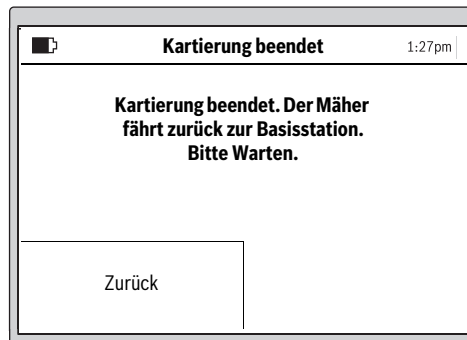 Kartierung beendet
1:27pm
Kartierung beendet. Der Mäher
fährt zurück zur Basisstation.
Bitte Warten.
Zurück